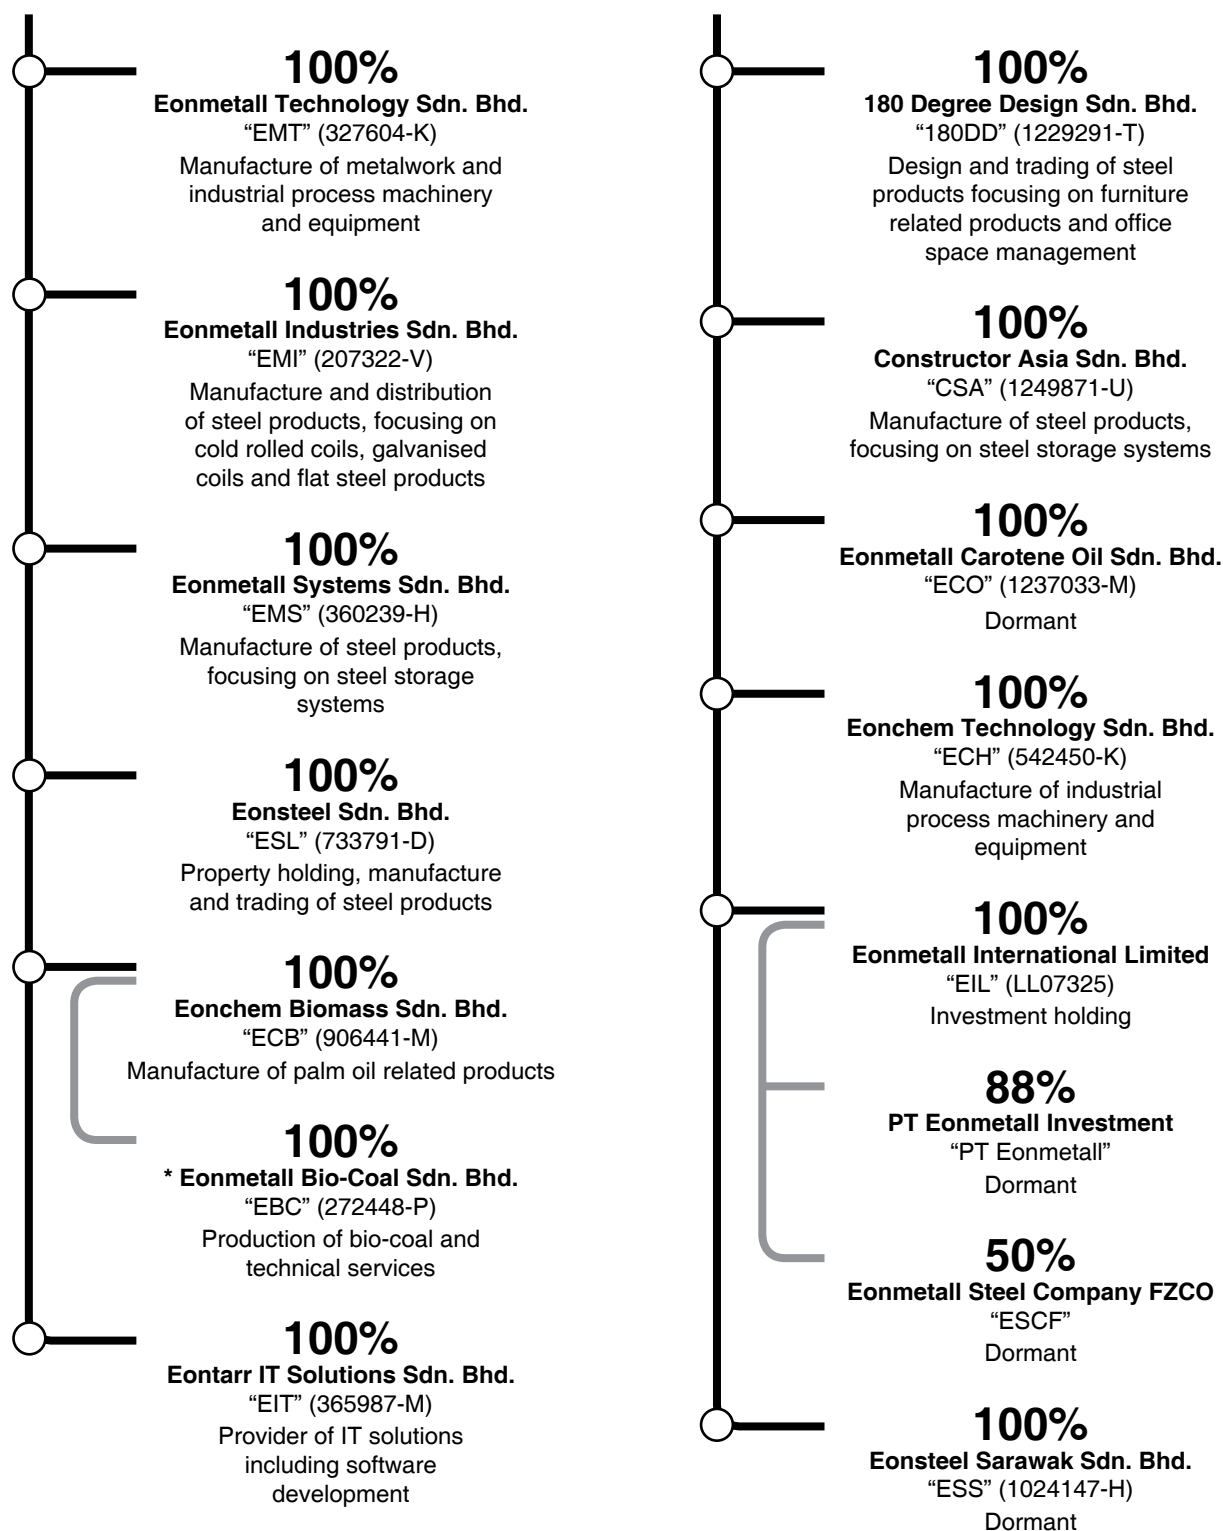 100%
Eonmetall Technology Sdn. Bhd.
“EMT” (327604-K)
Manufacture of metalwork and
industrial process machinery
and equipment
100%
Eonmetall Industries Sdn. Bhd.
“EMI” (207322-V)
Manufacture and distribution
of steel products, focusing on
cold rolled coils, galvanised
coils and flat steel products
100%
Eonmetall Systems Sdn. Bhd.
“EMS” (360239-H)
Manufacture of steel products,
focusing on steel storage
systems
100%
Eonsteel Sdn. Bhd.
“ESL” (733791-D)
Property holding, manufacture
and trading of steel products
100%
Eonchem Biomass Sdn. Bhd.
“ECB” (906441-M)
Manufacture of palm oil related products
100%
* Eonmetall Bio-Coal Sdn. Bhd.
“EBC” (272448-P)
Production of bio-coal and
technical services
100%
Eontarr IT Solutions Sdn. Bhd.
“EIT” (365987-M)
Provider of IT solutions
including software
development
100%
180 Degree Design Sdn. Bhd.
“180DD” (1229291-T)
Design and trading of steel
products focusing on furniture
related products and office
space management
100%
Constructor Asia Sdn. Bhd.
“CSA” (1249871-U)
Manufacture of steel products,
focusing on steel storage systems
100%
Eonmetall Carotene Oil Sdn. Bhd.
“ECO” (1237033-M)
Dormant
100%
Eonchem Technology Sdn. Bhd.
“ECH” (542450-K)
Manufacture of industrial
process machinery and
equipment
100%
Eonmetall International Limited
“EIL” (LL07325)
Investment holding
88%
PT Eonmetall Investment
“PT Eonmetall”
Dormant
50%
Eonmetall Steel Company FZCO
“ESCF”
Dormant
100%
Eonsteel Sarawak Sdn. Bhd.
“ESS” (1024147-H)
Dormant